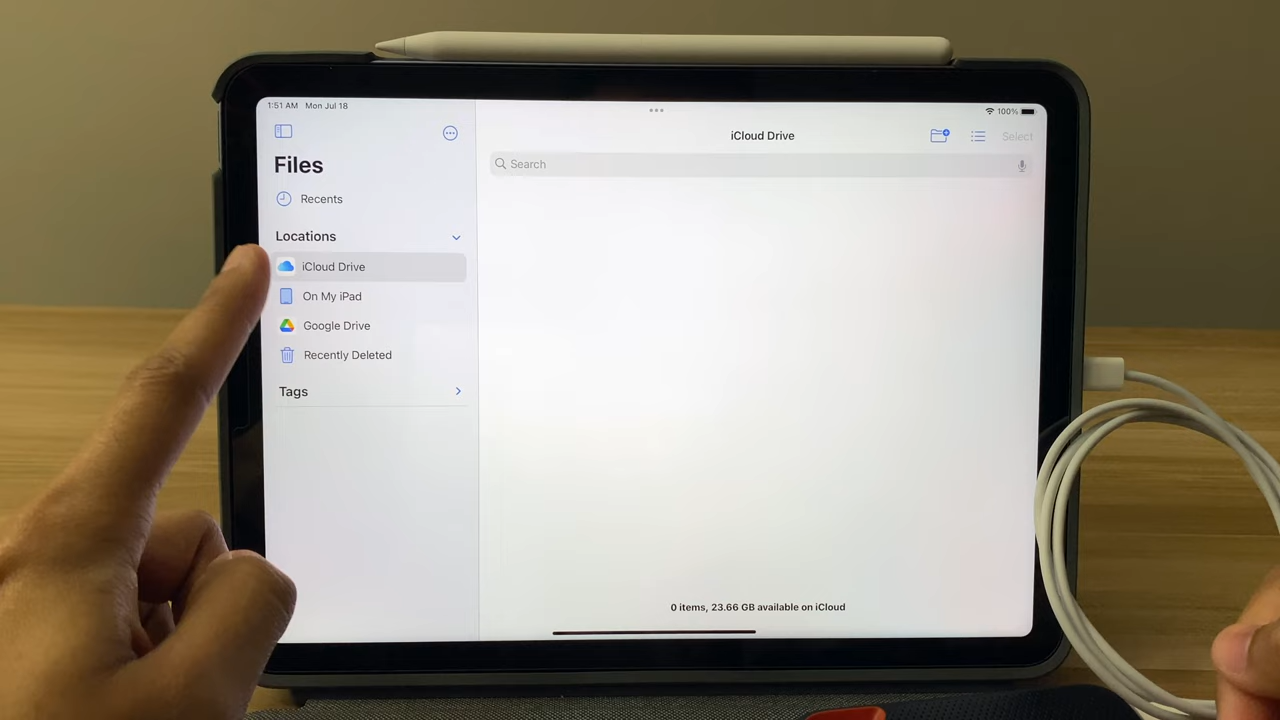 1:51 AM Mon Jul 18
100%
Files
Recents
Locations
iCloud Drive
On My iPad
Google Drive
Recently Deleted
Tags
iCloud Drive
Select
Search
0 items, 23.66 GB available on iCloud